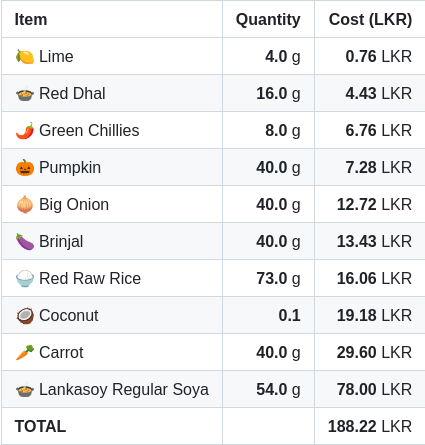 Item Quantity Cost (LKR)
🍋 Lime 4.0 g 0.76 LKR
🍲 Red Dhal 16.0 g 4.43 LKR
🌶️ Green Chillies 8.0 g 6.76 LKR
🎃 Pumpkin 40.0 g 7.28 LKR
🧅 Big Onion 40.0 g 12.72 LKR
🍆 Brinjal 40.0 g 13.43 LKR
🍚 Red Raw Rice 73.0 g 16.06 LKR
🥥 Coconut 0.1 19.18 LKR
🥕 Carrot 40.0 g 29.60 LKR
🍲 Lankasoy Regular Soya 54.0 g 78.00 LKR
TOTAL 188.22 LKR